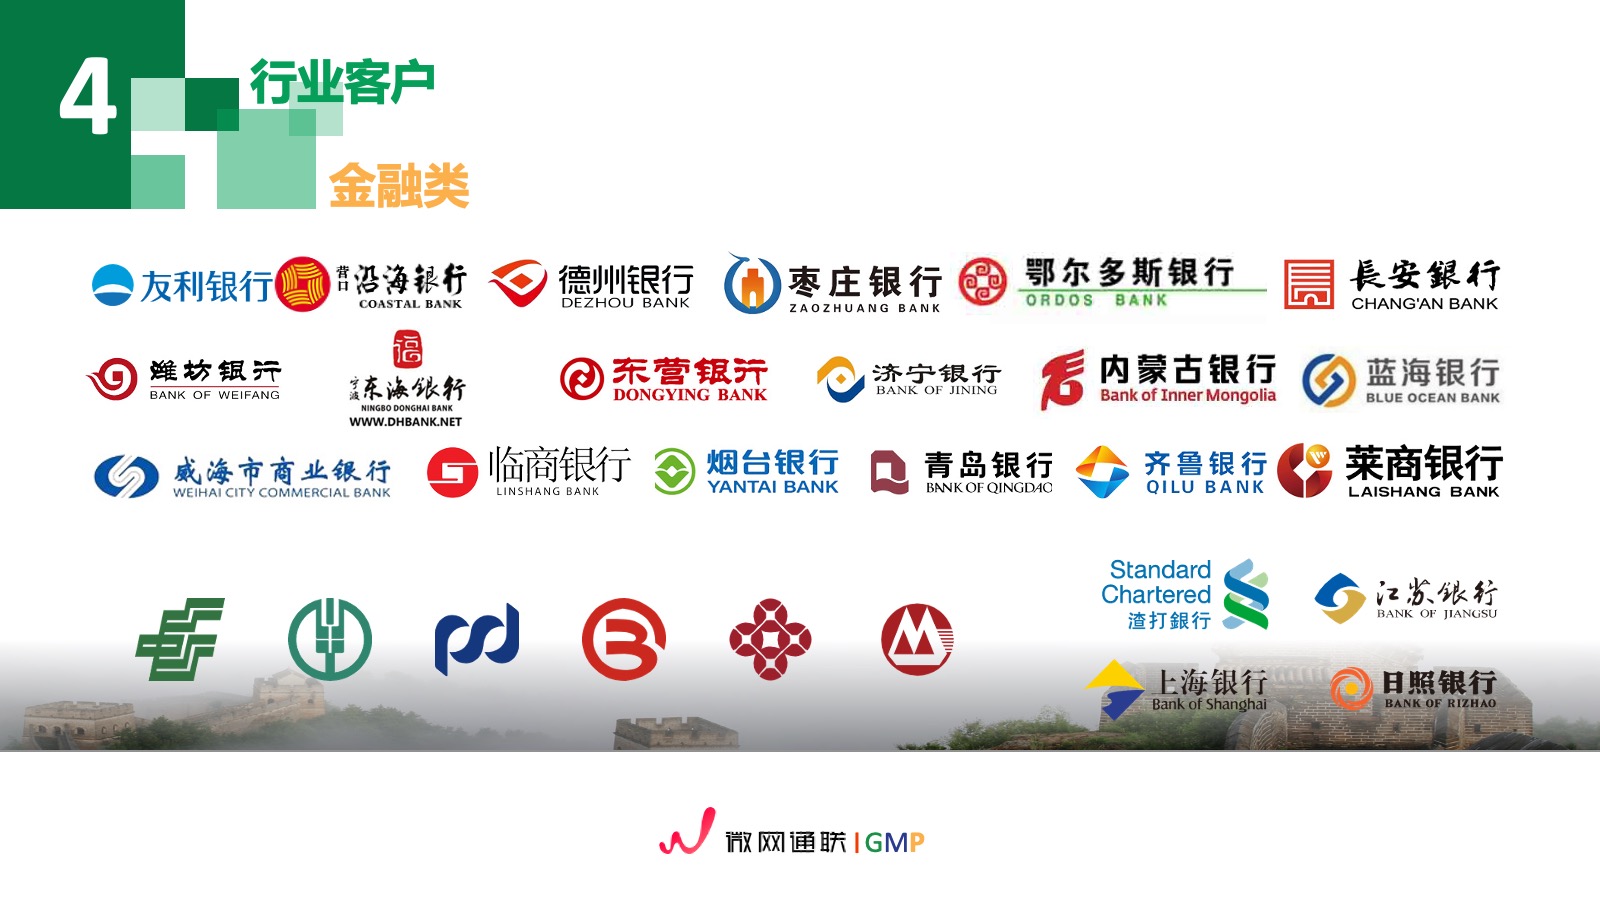 4
行业客户
金融类
友利银行
营口
沿海银行
COASTAL BANK
德州银行
DEZHOU BANK
枣庄银行
ZAOZHUANG BANK
鄂尔多斯银行
ORDOS BANK
長安銀行
CHANG'AN BANK
潍坊银行
BANK OF WEIFANG
福
宁波
东海银行
NINGBO DONGHAI BANK
WWW.DHBANK.NET
东营银行
DONGYING BANK
济宁银行
BANK OF JINING
内蒙古银行
Bank of Inner Mongolia
蓝海银行
BLUE OCEAN BANK
威海市商业银行
WEIHAI CITY COMMERCIAL BANK
临商银行
LINSHANG BANK
烟台银行
YANTAI BANK
青岛银行
BANK OF QINGDAO
齐鲁银行
QILU BANK
莱商银行
LAISHANG BANK
Standard
Chartered
渣打銀行
江苏银行
BANK OF JIANGSU
上海银行
Bank of Shanghai
日照银行
BANK OF RIZHAO
微网通联|GMP